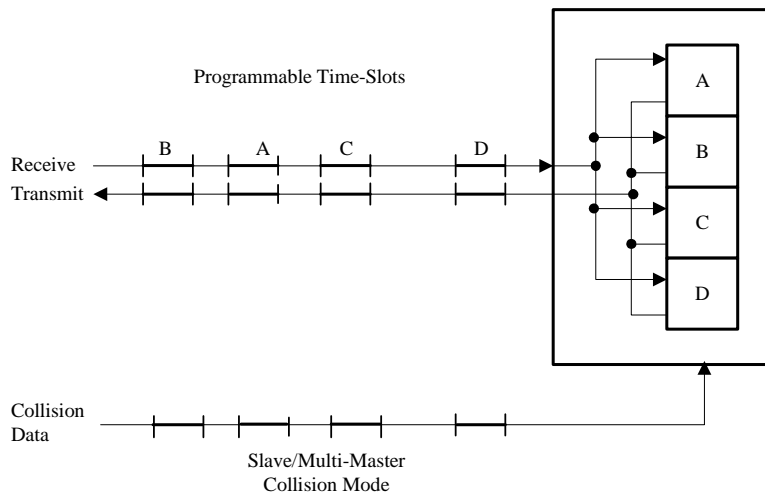 Programmable Time-Slots
B A C D
Receive
Transmit
A
B
C
D
Collision
Data
Slave/Multi-Master
Collision Mode